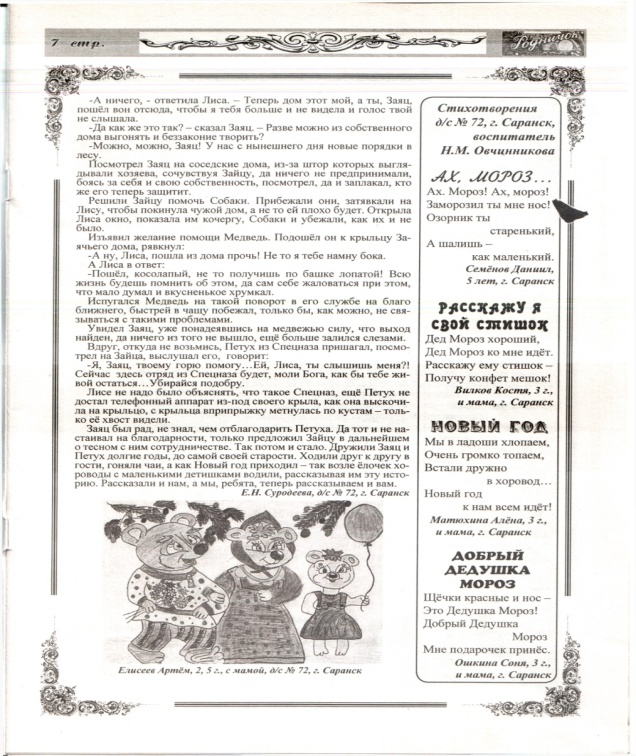 7 стр.
Родничок
-А ничего, - ответила Лиса. – Теперь дом этот мой, а ты, Заяц,
пошёл вон отсюда, чтобы я тебя больше и не видела и голос твой
не слышала.
-Да как же это так? – сказал Заяц, – Разве можно из собственного
дома выгонять и беззаконие творить?
-Можно, можно, Заяц! У нас с нынешнего дня новые порядки в
лесу.
Посмотрел Заяц на соседские дома, из-за штор которых выгля-
дывали хозяева, сочувствуя Зайцу, да ничего не предпринимали,
боясь за себя и свою собственность, посмотрел, да и заплакал, кто
же его теперь защитит.
Решили Зайцу помочь Собаки. Прибежали они, затявкали на
Лису, чтобы покинула чужой дом, а не то ей плохо будет. Открыла
Лиса окно, показала им кочергу, Собаки и убежали, как их и не
было.
Изъявил желание помощи Медведь. Подошёл он к крыльцу За-
ячьего дома, рявкнул:
-А ну, Лиса, пошла из дома прочь! Не то я тебе намну бока.
А Лиса в ответ:
-Пошёл, косолапый, не то получишь по башке лопатой! Всю
жизнь будешь помнить об этом, да сам себе жаловаться при этом,
что мало думал и вкусненькое хрумкал.
Испугался Медведь на такой поворот в его службе на благо
ближнего, быстрей в чащу побежал, только бы, как можно, не свя-
зываться с такими проблемами.
Увидел Заяц, уже понадеявшись на медвежью силу, что выход
найден, да ничего из того не вышло, ещё больше залился слезами.
Вдруг, откуда не возьмись, Петух из Спецназа пришагал, посмо-
трел на Зайца, выслушал его, говорит:
-Я, Заяц, твоему горю помогу…Ей, Лиса, ты слышишь меня?!
Сейчас здесь отряд из Спецназа будет, моли Бога, как бы тебе жи-
вой остаться…Убирайся подобру.
Лисе не надо было объяснять, что такое Спецназ, ещё Петух не
достал телефонный аппарат из-под своего крыла, как она выскочи-
ла на крыльцо, с крыльца вприпрыжку метнулась по кустам – толь-
ко её хвост видели.
Заяц был рад, не знал, чем отблагодарить Петуха. Да тот и не на-
стаивал на благодарности, только предложил Зайцу в дальнейшем
о тесном с ним сотрудничестве. Так потом и стало. Дружили Заяц и
Петух долгие годы, до самой своей старости. Ходили друг к другу в
гости, гоняли чаи, а как Новый год приходил – так возле ёлочек хо-
роводы с маленькими детишками водили, рассказывая им эту исто-
рию. Рассказали и нам, а мы, ребята, теперь рассказываем и вам.
Е.Н. Суродеева, д/с № 72, г. Саранск
Елисеев Артём, 2, 5 г., с мамой, д/с № 72, г. Саранск
Стихотворения
д/с № 72, г. Саранск,
воспитатель
Н.М. Овчинникова
АХ, МОРОЗ…
Ах. Мороз! Ах, мороз!
Заморозил ты мне нос!
Озорник ты
старенький,
А шалишь –
как маленький.
Семёнов Даниил,
5 лет, г. Саранск
РАССКАЖУ Я
СВОЙ СТИШОК
Дед Мороз хороший,
Дед Мороз ко мне идёт.
Расскажу ему стишок –
Получу конфет мешок!
Вилков Костя, 3 г.,
и мама, г. Саранск
НОВЫЙ ГОД
Мы в ладоши хлопаем,
Очень громко топаем,
Встали дружно
в хоровод…
Новый год
к нам всем идёт!
Матюхина Алёна, 3 г.,
и мама, г. Саранск
ДОБРЫЙ
ДЕДУШКА
МОРОЗ
Щёчки красные и нос –
Это Дедушка Мороз!
Добрый Дедушка
Мороз
Мне подарочек принёс.
Ошкина Соня, 3 г.,
и мама, г. Саранск